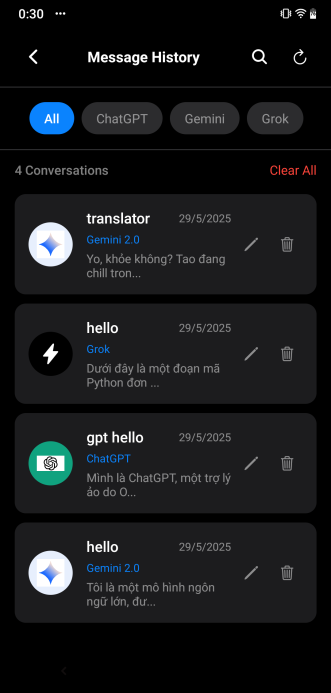 0:30
Message History
All
ChatGPT
Gemini
Grok
4 Conversations
Clear All
translator
29/5/2025
Gemini 2.0
Yo, khỏe không? Tao đang
chill tron...
hello
29/5/2025
Grok
Dưới đây là một đoạn mã
Python đơn ...
gpt hello
29/5/2025
ChatGPT
Mình là ChatGPT, một trợ lý
ảo do O...
hello
29/5/2025
Gemini 2.0
Tôi là một mô hình ngôn
ngữ lớn, đư...